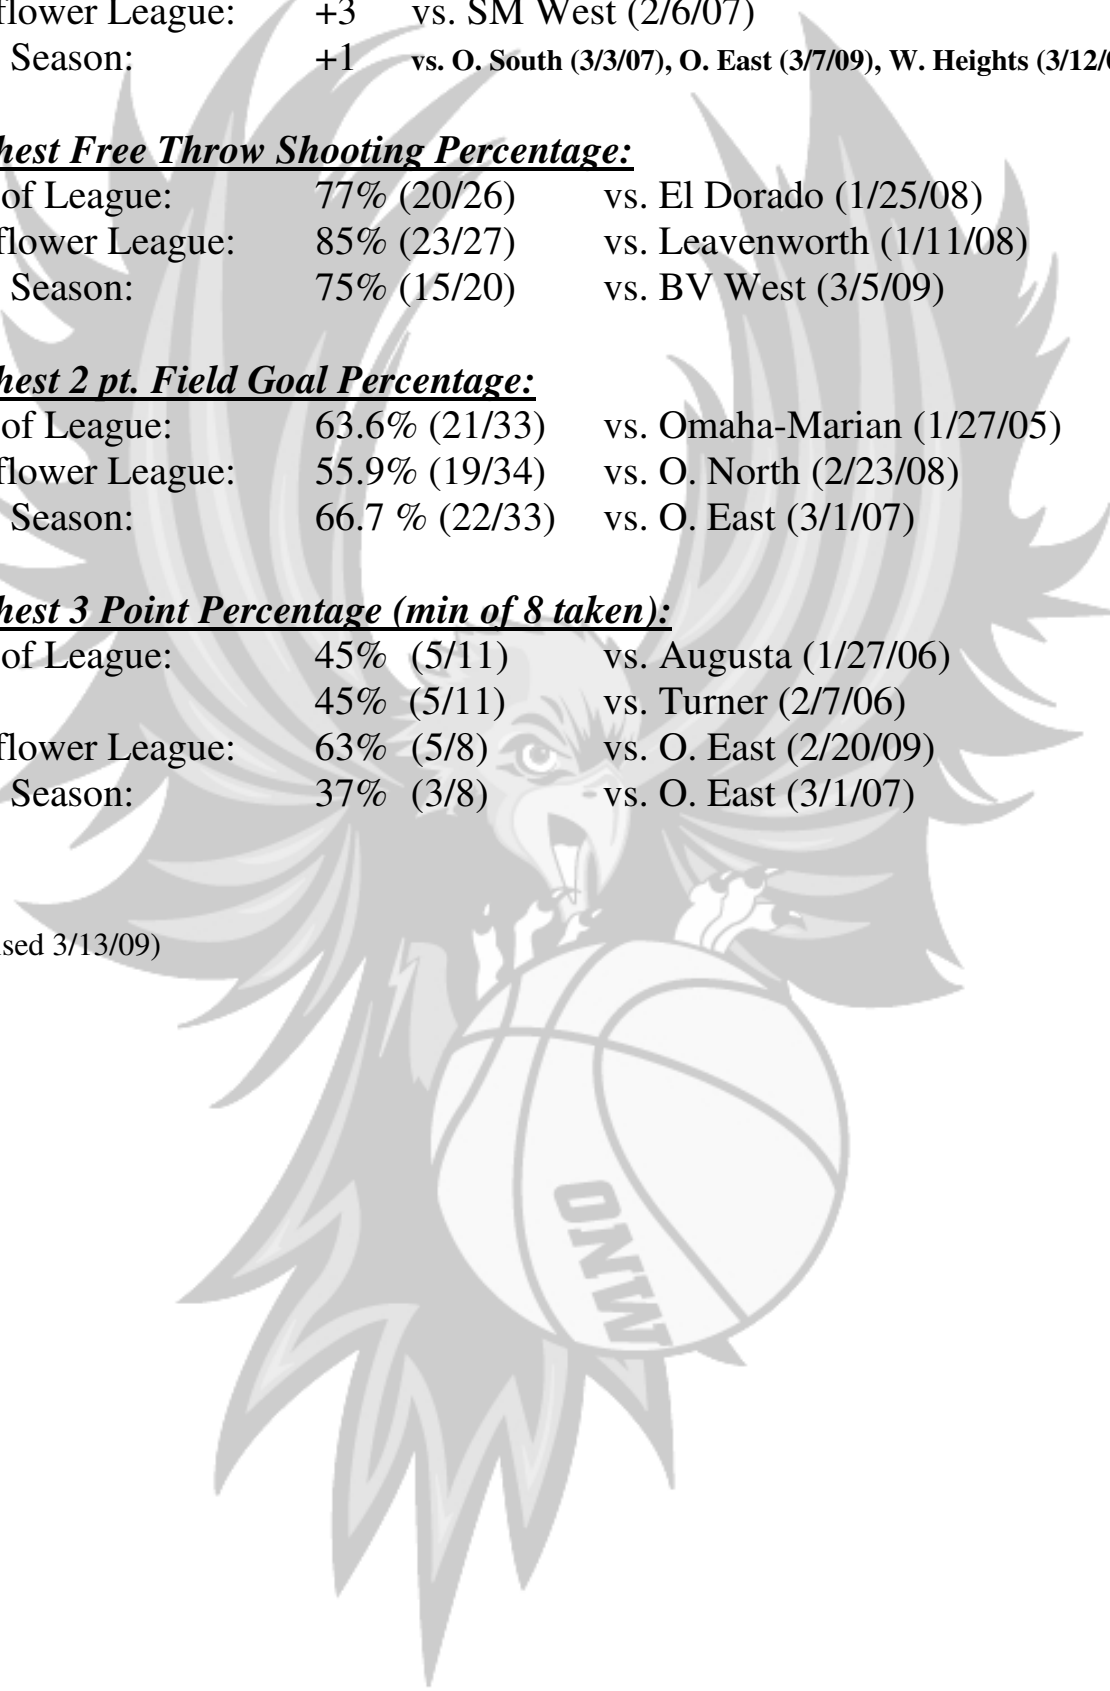 flower League: +3 vs. SM West (2/6/07)
Season: +1 vs. O. South (3/3/07), O. East (3/7/09), W. Heights (3/12/0
hest Free Throw Shooting Percentage:
of League: 77% (20/26) vs. El Dorado (1/25/08)
flower League: 85% (23/27) vs. Leavenworth (1/11/08)
Season: 75% (15/20) vs. BV West (3/5/09)
hest 2 pt. Field Goal Percentage:
of League: 63.6% (21/33) vs. Omaha-Marian (1/27/05)
flower League: 55.9% (19/34) vs. O. North (2/23/08)
Season: 66.7 % (22/33) vs. O. East (3/1/07)
hest 3 Point Percentage (min of 8 taken):
of League: 45% (5/11) vs. Augusta (1/27/06)
45% (5/11) vs. Turner (2/7/06)
flower League: 63% (5/8) vs. O. East (2/20/09)
Season: 37% (3/8) vs. O. East (3/1/07)
ised 3/13/09)
ONW